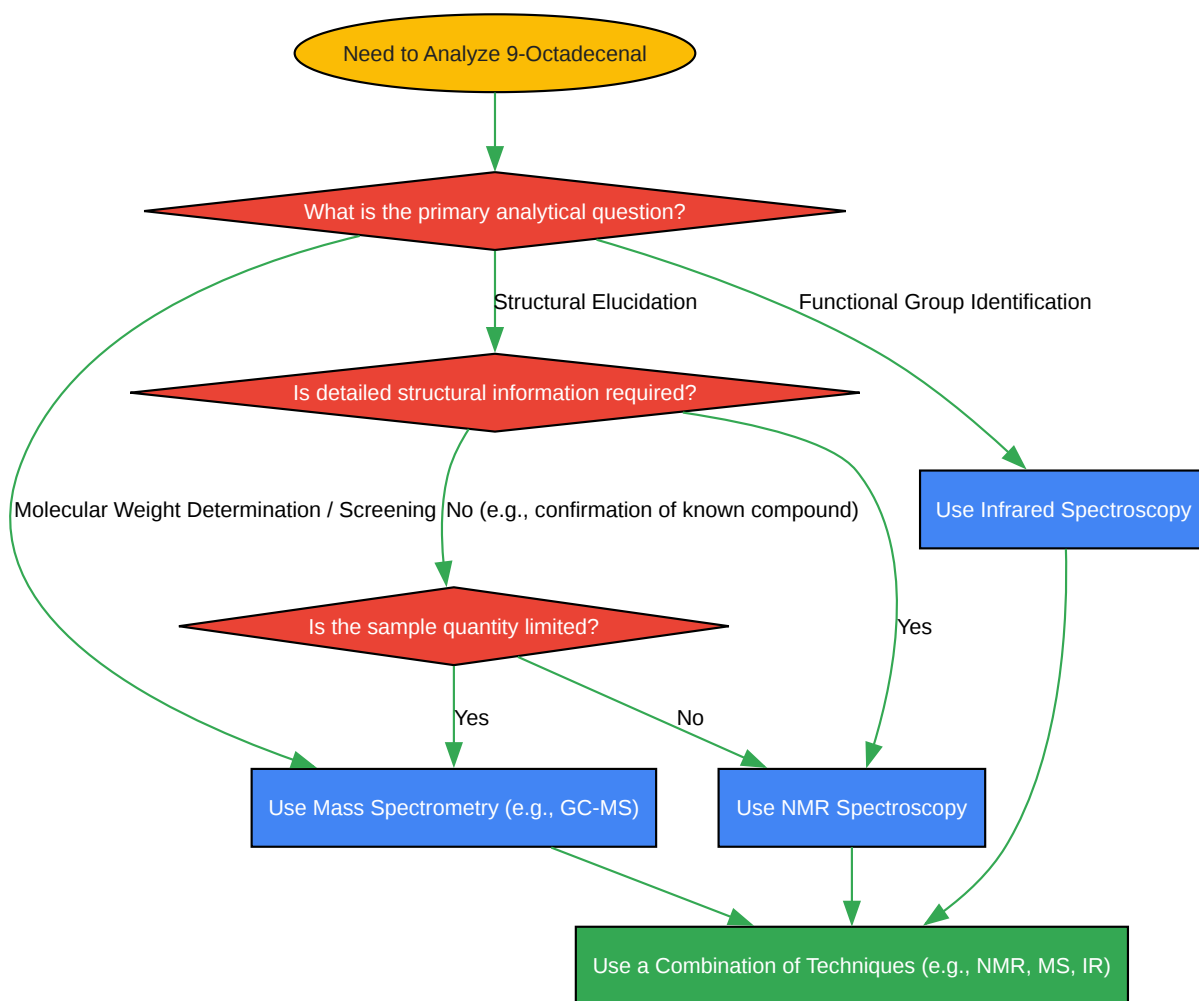 Need to Analyze 9-Octadecenal
What is the primary analytical question?
Structural Elucidation
Functional Group Identification
Is detailed structural information required?
Molecular Weight Determination / Screening
No (e.g., confirmation of known compound)
Use Infrared Spectroscopy
Is the sample quantity limited?
Yes
Yes
No
Use Mass Spectrometry (e.g., GC-MS)
Use NMR Spectroscopy
Use a Combination of Techniques (e.g., NMR, MS, IR)